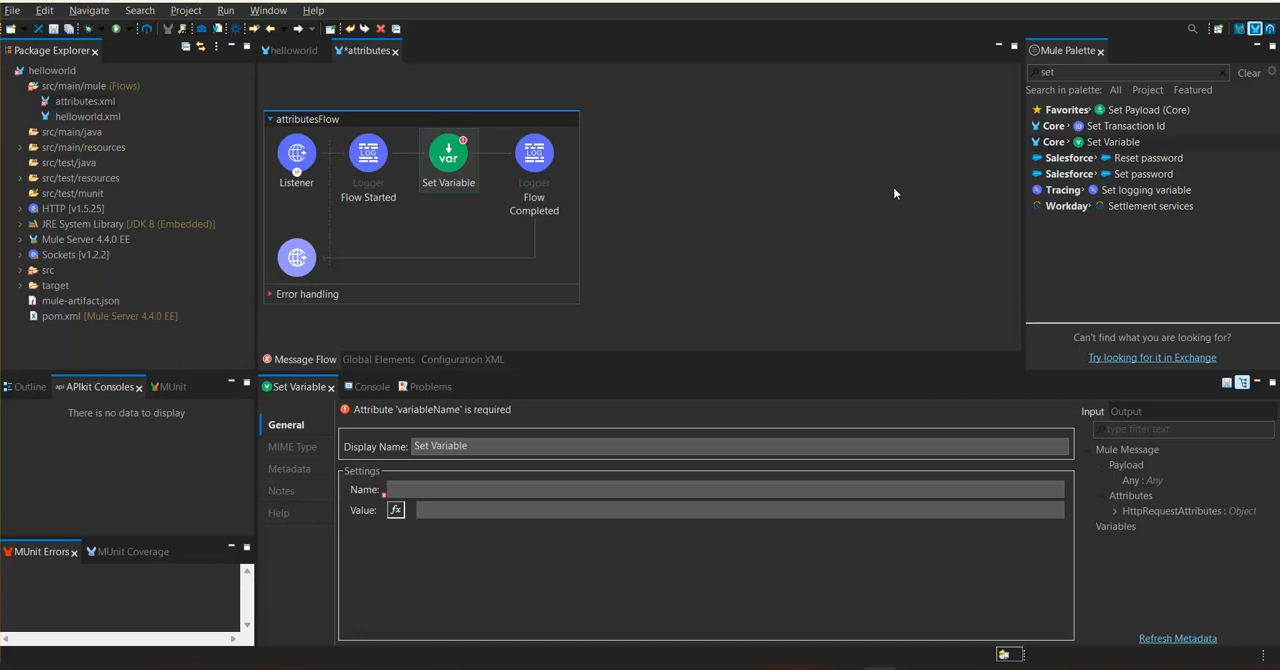 File Edit Navigate Search Project Run Window Help
Package Explorer
helloworld
src/main/mule (Flows)
attributes.xml
helloworld.xml
src/main/java
src/main/resources
src/test/java
src/test/resources
src/test/munit
HTTP [v1.5.25]
JRE System Library [JDK 8 (Embedded)]
Mule Server 4.4.0 EE
Sockets [v1.2.2]
src
target
mule-artifact.json
pom.xml [Mule Server 4.4.0 EE]
helloworld *attributes
attributesFlow
LOG var LOG
Listener Logger Set Variable Logger
Flow Started Flow
Completed
Error handling
Message Flow Global Elements Configuration XML
Mule Palette
set Clear
Search in palette: All Project Featured
Favorites Set Payload (Core)
Core Set Transaction Id
Core Set Variable
Salesforce Reset password
Salesforce Set password
Tracing Set logging variable
Workday Settlement services
Can't find what you are looking for?
Try looking for it in Exchange
Outline APIkit Consoles MUnit
There is no data to display
MUnit Errors MUnit Coverage
Set Variable Console Problems
General
MIME Type
Metadata
Notes
Help
Attribute 'variableName' is required
Display Name: Set Variable
Settings
Name:
Value: fx
Input Output
type filter text
Mule Message
Payload
Any : Any
Attributes
HttpRequestAttributes : Object
Variables
Refresh Metadata